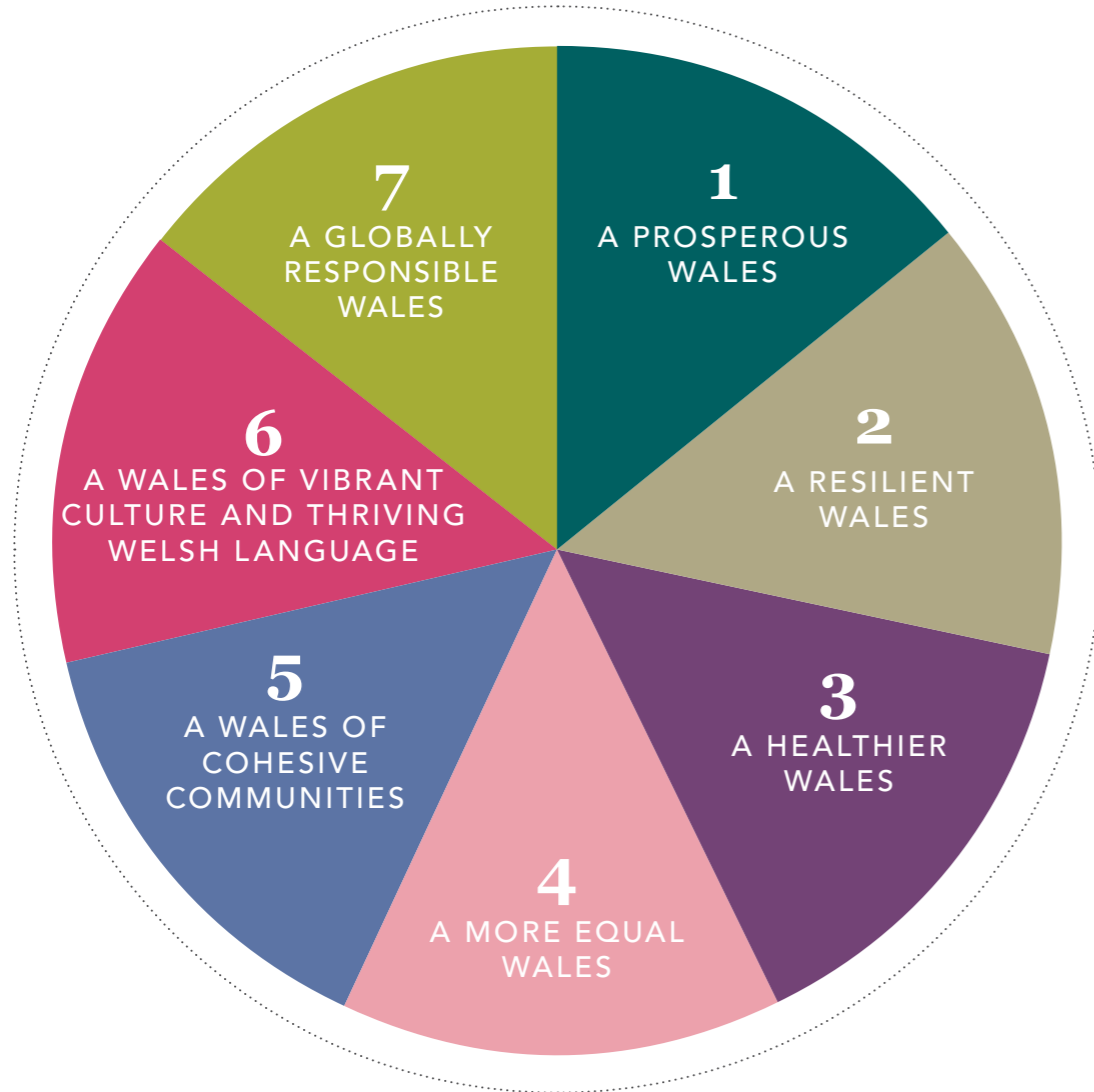 1
A PROSPEROUS
WALES
2
A RESILIENT
WALES
3
A HEALTHIER
WALES
4
A MORE EQUAL
WALES
5
A WALES OF
COHESIVE
COMMUNITIES
6
A WALES OF VIBRANT
CULTURE AND THRIVING
WELSH LANGUAGE
7
A GLOBALLY
RESPONSIBLE
WALES